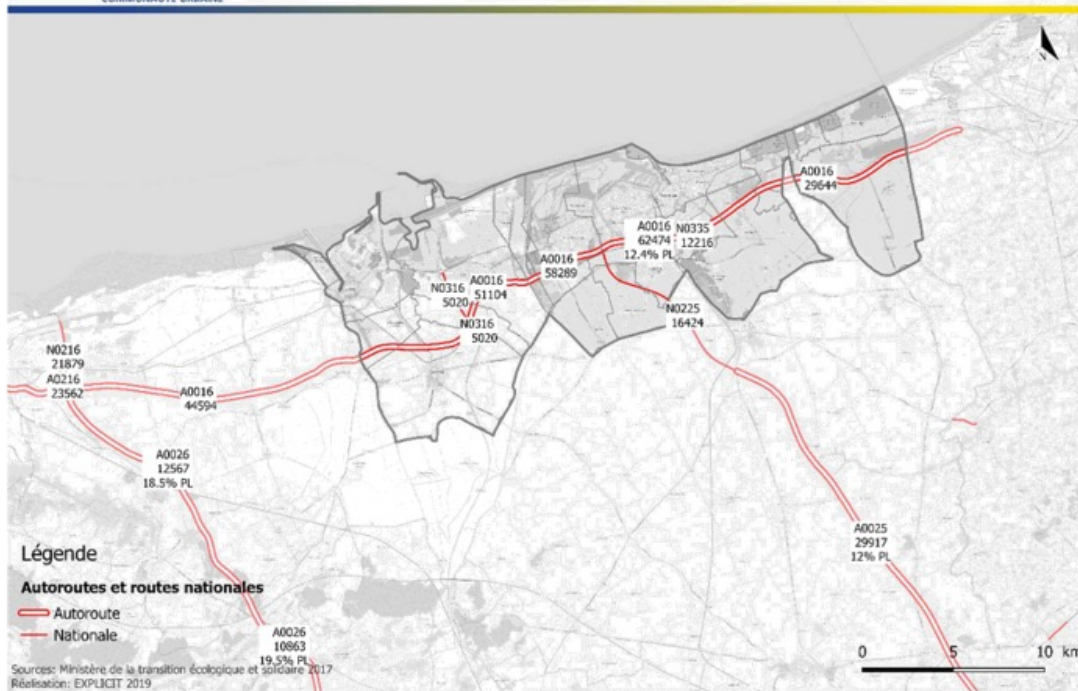 COMMUNAUTÉ URBAINE
N
A0016
29644
A0016
62474
12.4% PL
N0335
12216
A0016
58289
A0016
51104
N0316
5020
N0316
5020
N0225
16424
N0216
21879
A0216
23562
A0016
44594
A0026
12567
18.5% PL
A0025
29917
12% PL
A0026
10863
19.5% PL
Légende
Autoroutes et routes nationales
Autoroute
Nationale
0 5 10 km
Sources: Ministère de la transition écologique et solidaire 2017
Réalisation: EXPLICIT 2019